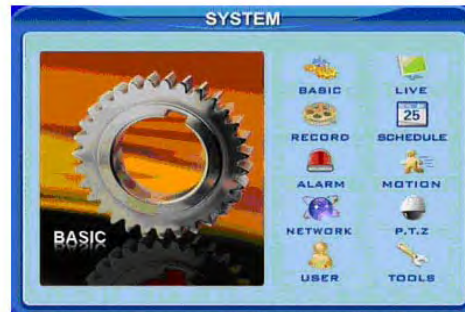 SYSTEM
BASIC LIVE
25
RECORD SCHEDULE
ALARM MOTION
BASIC
NETWORK P.T.Z
USER TOOLS